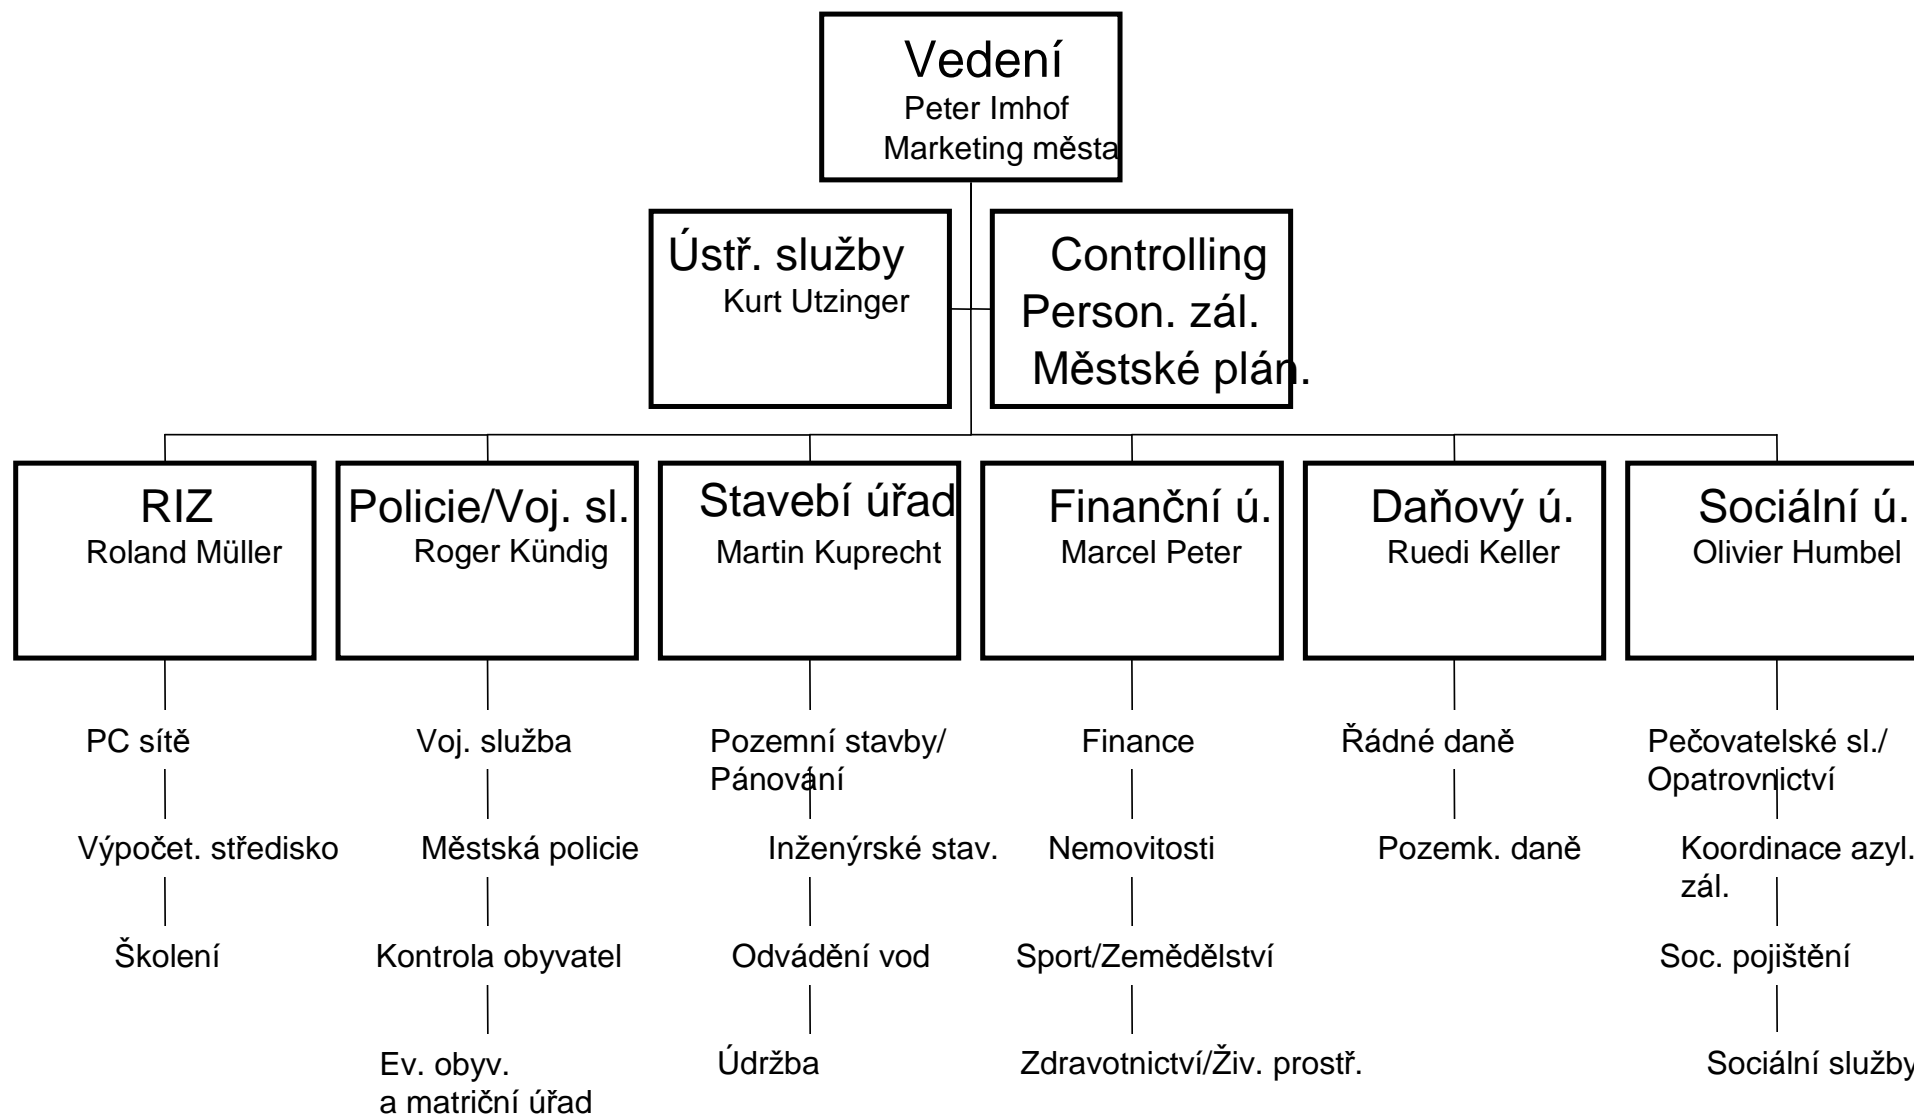 Vedení
Peter Imhof
Marketing města
Ústř. služby
Kurt Utzinger
Controlling
Person. zál.
Městské plán.
RIZ
Roland Müller
Policie/Voj. sl.
Roger Kündig
Stavebí úřad
Martin Kuprecht
Finanční ú.
Marcel Peter
Daňový ú.
Ruedi Keller
Sociální ú.
Olivier Humbel
PC sítě
Výpočet. středisko
Školení
Voj. služba
Městská policie
Kontrola obyvatel
Ev. obyv.
a matriční úřad
Pozemní stavby/
Pánování
Inženýrské stav.
Odvádění vod
Údržba
Finance
Nemovitosti
Sport/Zemědělství
Zdravotnictví/Živ. prostř.
Řádné daně
Pozemk. daně
Pečovatelské sl./
Opatrovnictví
Koordinace azyl.
zál.
Soc. pojištění
Sociální služby